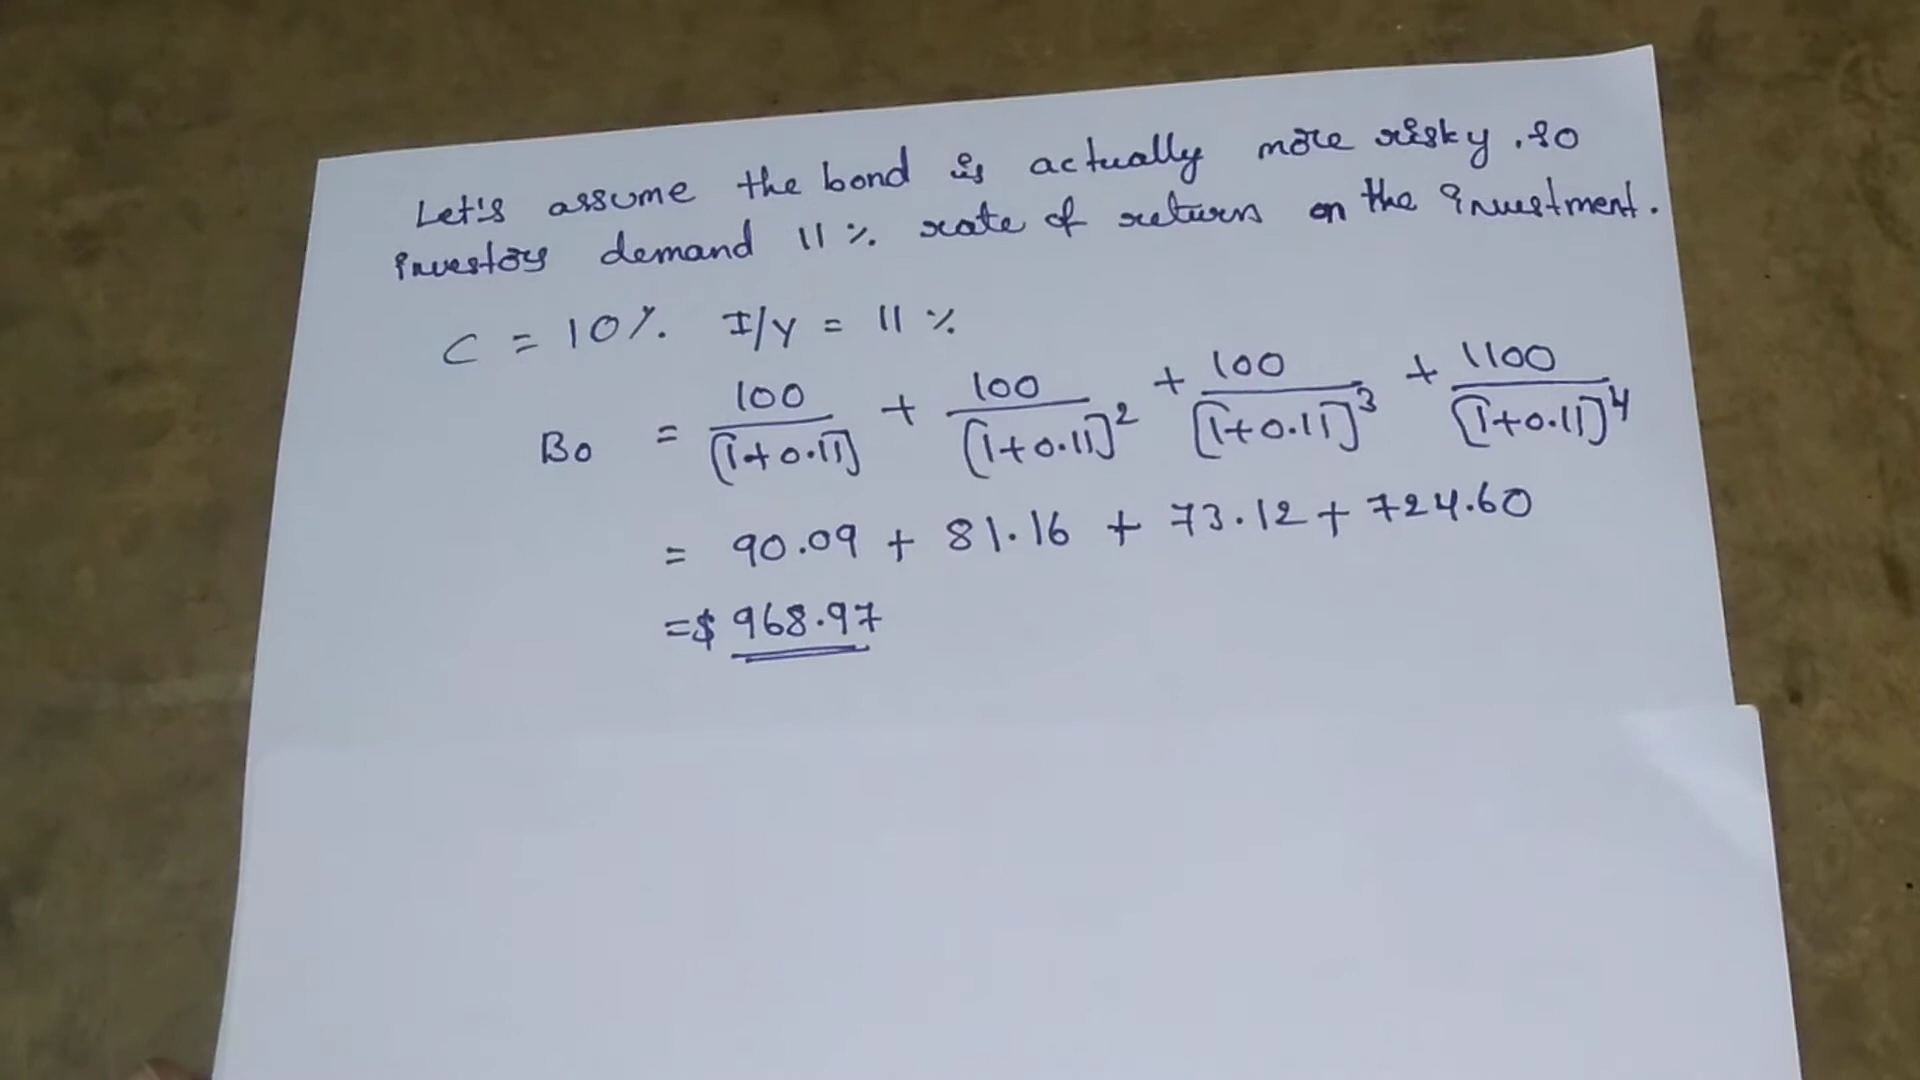 Let's assume the bond is actually more risky, so
investors demand 11% rate of return on the investment.
C = 10%. I/Y = 11%
B0 = 100/(1+0.11) + 100/(1+0.11)^2 + 100/(1+0.11)^3 + 1100/(1+0.11)^4
= 90.09 + 81.16 + 73.12 + 724.60
= $ 968.97